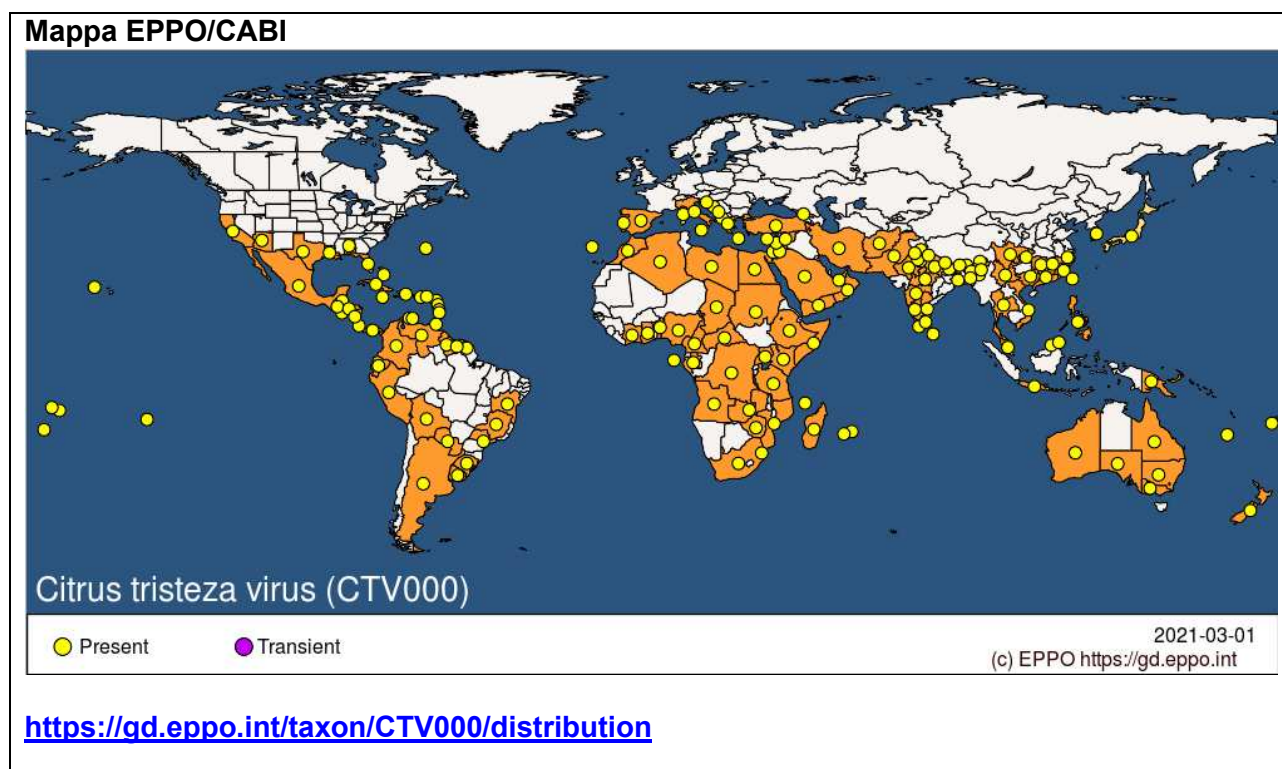 Mappa EPPO/CABI
Citrus tristeza virus (CTV000)
Present
Transient
2021-03-01
(c) EPPO https://gd.eppo.int
https://gd.eppo.int/taxon/CTV000/distribution